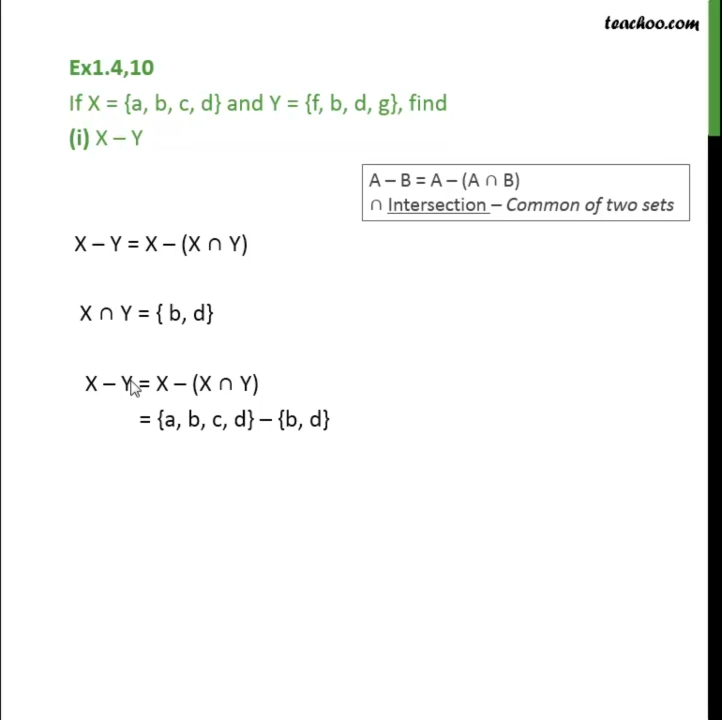 teachoo.com
Ex1.4,10
If X = {a, b, c, d} and Y = {f, b, d, g}, find
(i) X – Y
A – B = A – (A ∩ B)
∩ Intersection – Common of two sets
X – Y = X – (X ∩ Y)
X ∩ Y = { b, d}
X – Y = X – (X ∩ Y)
= {a, b, c, d} – {b, d}